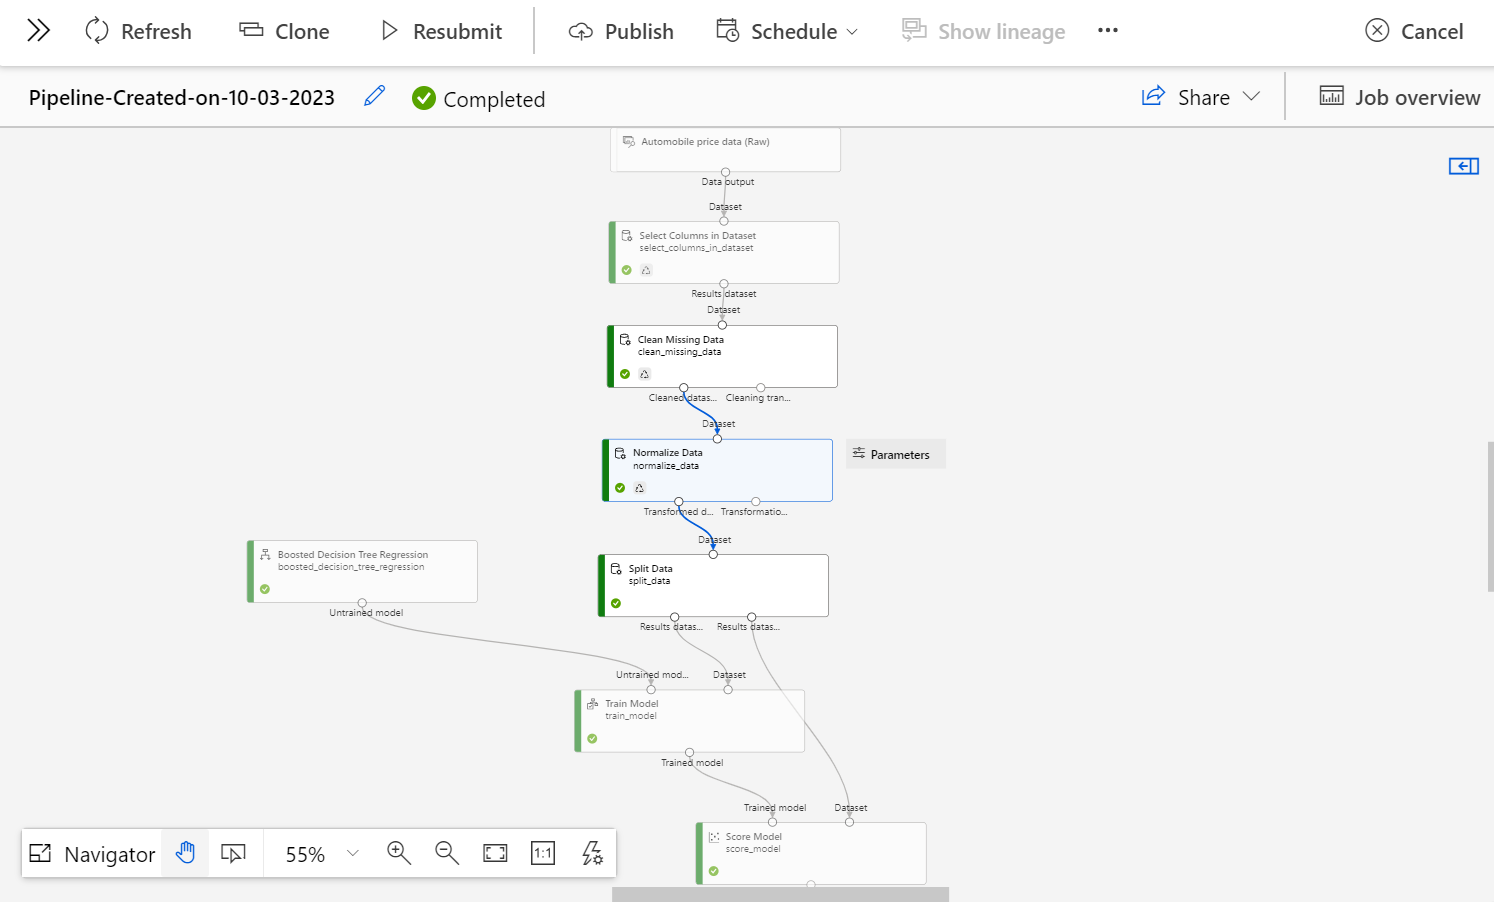 Refresh
Clone
Resubmit
Publish
Schedule
Show lineage
Cancel
Pipeline-Created-on-10-03-2023
Completed
Share
Job overview
Automobile price data (Raw)
Data output
Dataset
Select Columns in Dataset
select_columns_in_dataset
Results dataset
Dataset
Clean Missing Data
clean_missing_data
Cleaned datas... Cleaning tran...
Dataset
Normalize Data
normalize_data
Parameters
Transformed d... Transformatio...
Dataset
Boosted Decision Tree Regression
boosted_decision_tree_regression
Untrained model
Split Data
split_data
Results datas... Results datas...
Untrained mod... Dataset
Train Model
train_model
Trained model
Trained model Dataset
Score Model
score_model
Navigator
55%
1:1